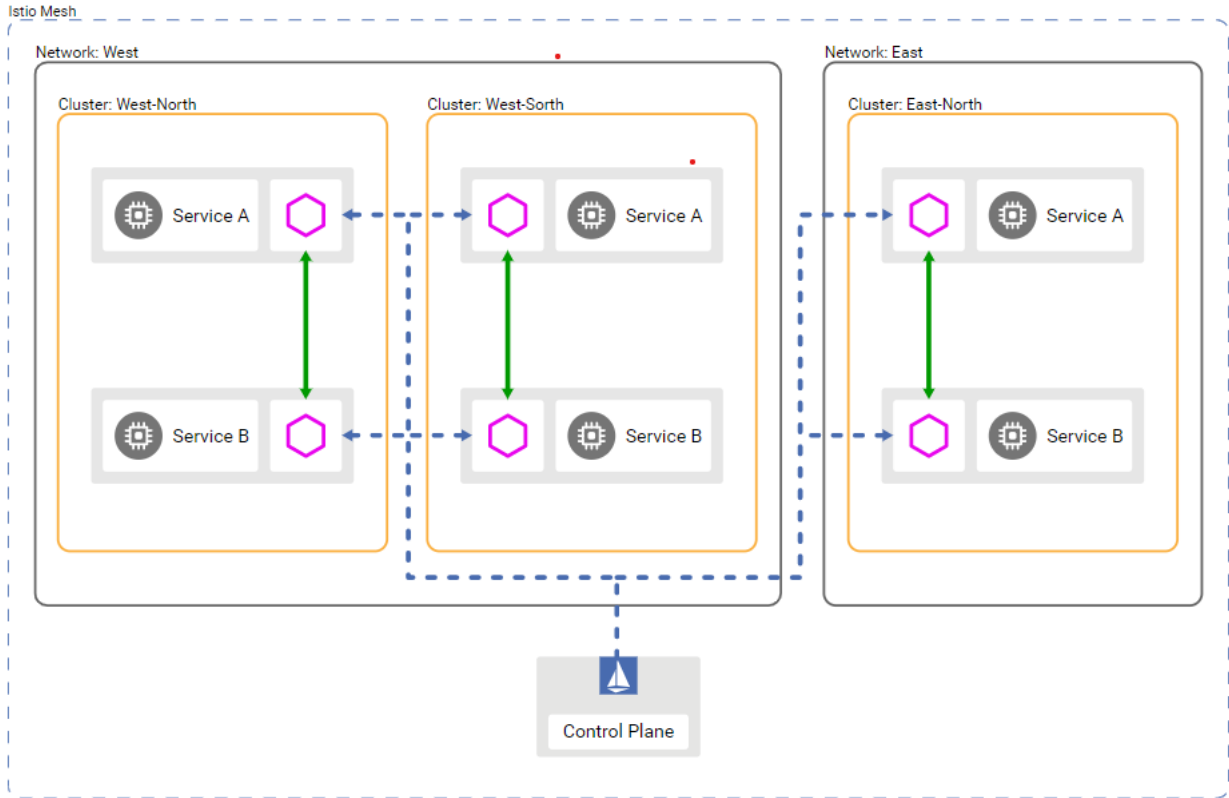 Istio Mesh
Network: West
Network: East
Cluster: West-North
Cluster: West-Sorth
Cluster: East-North
Service A
Service A
Service A
Service B
Service B
Service B
Control Plane